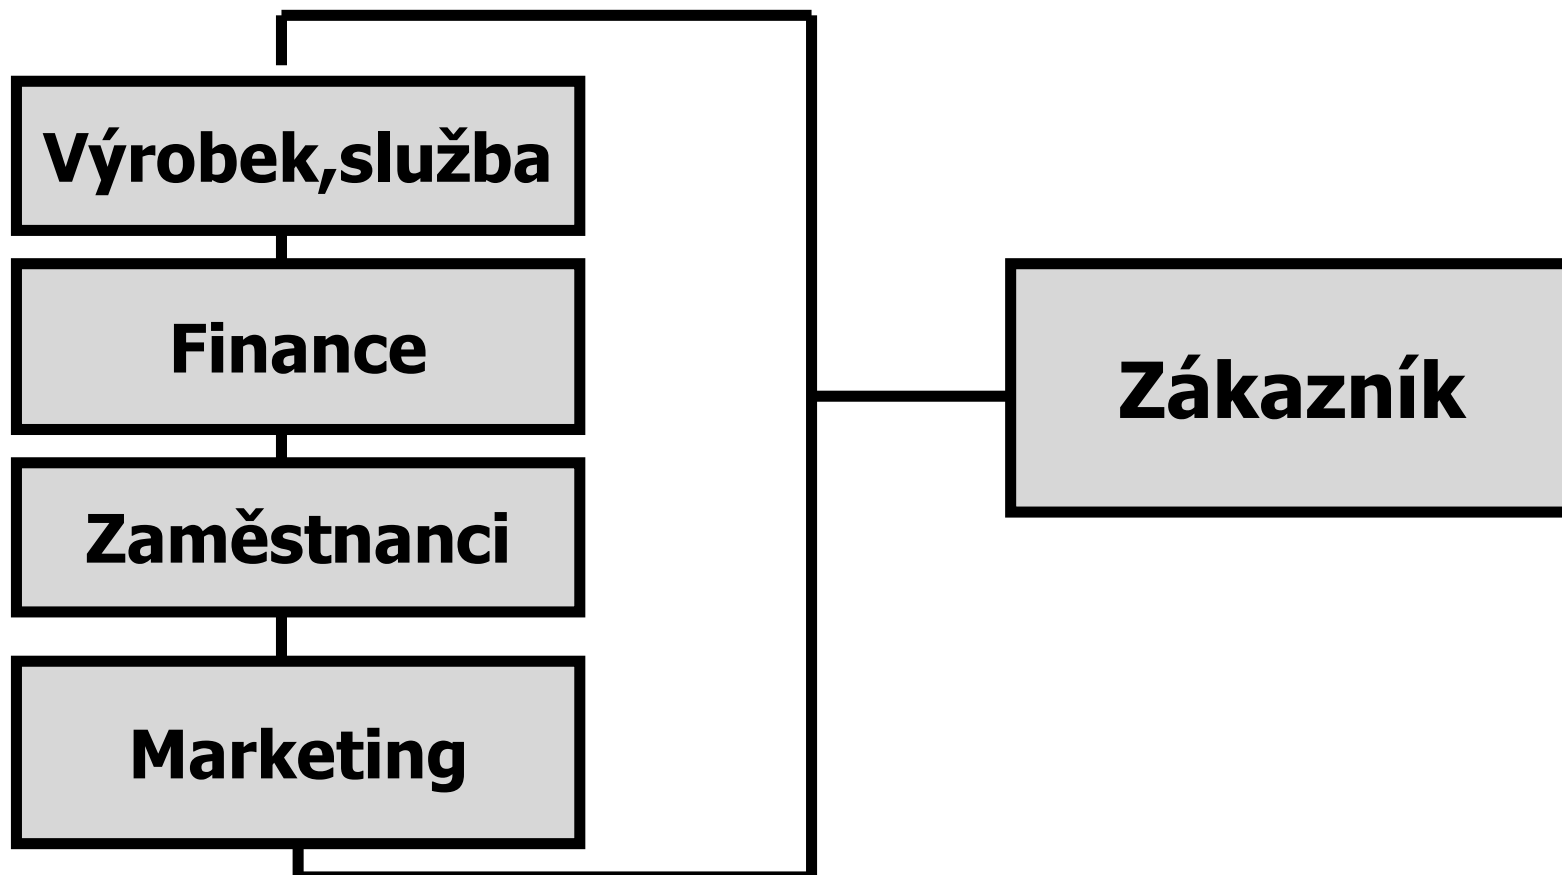 Výrobek,služba
Finance
Zaměstnanci
Marketing
Zákazník